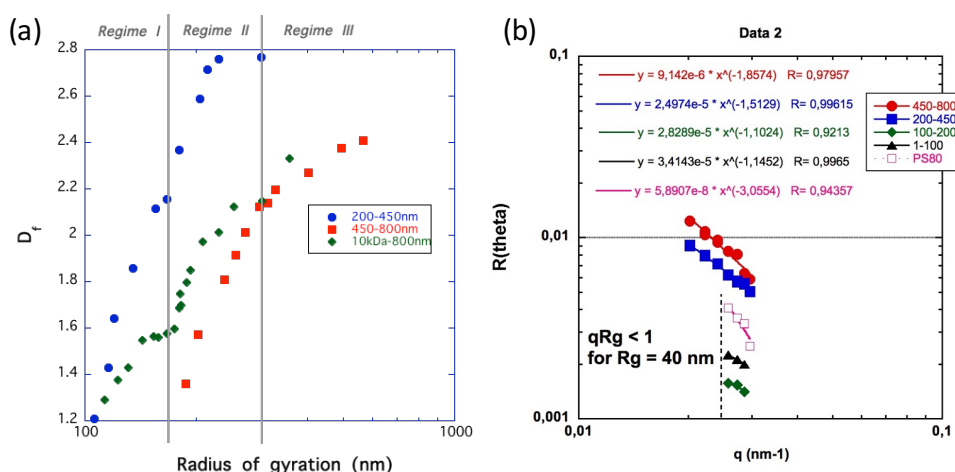 (a)
Regime I
Regime II
Regime III
2.8
2.6
2.4
2.2
2
1.8
1.6
1.4
1.2
D_f
200-450nm
450-800nm
10kDa-800nm
100
1000
Radius of gyration (nm)
(b)
Data 2
0,1
y = 9,142e-6 * x^(-1,8574) R= 0,97957
y = 2,4974e-5 * x^(-1,5129) R= 0,99615
y = 2,8289e-5 * x^(-1,1024) R= 0,9213
y = 3,4143e-5 * x^(-1,1452) R= 0,9965
y = 5,8907e-8 * x^(-3,0554) R= 0,94357
450-800
200-450
100-200
1-100
PS80
R(theta)
0,01
qRg < 1
for Rg = 40 nm
0,001
0,01
0,1
q (nm-1)